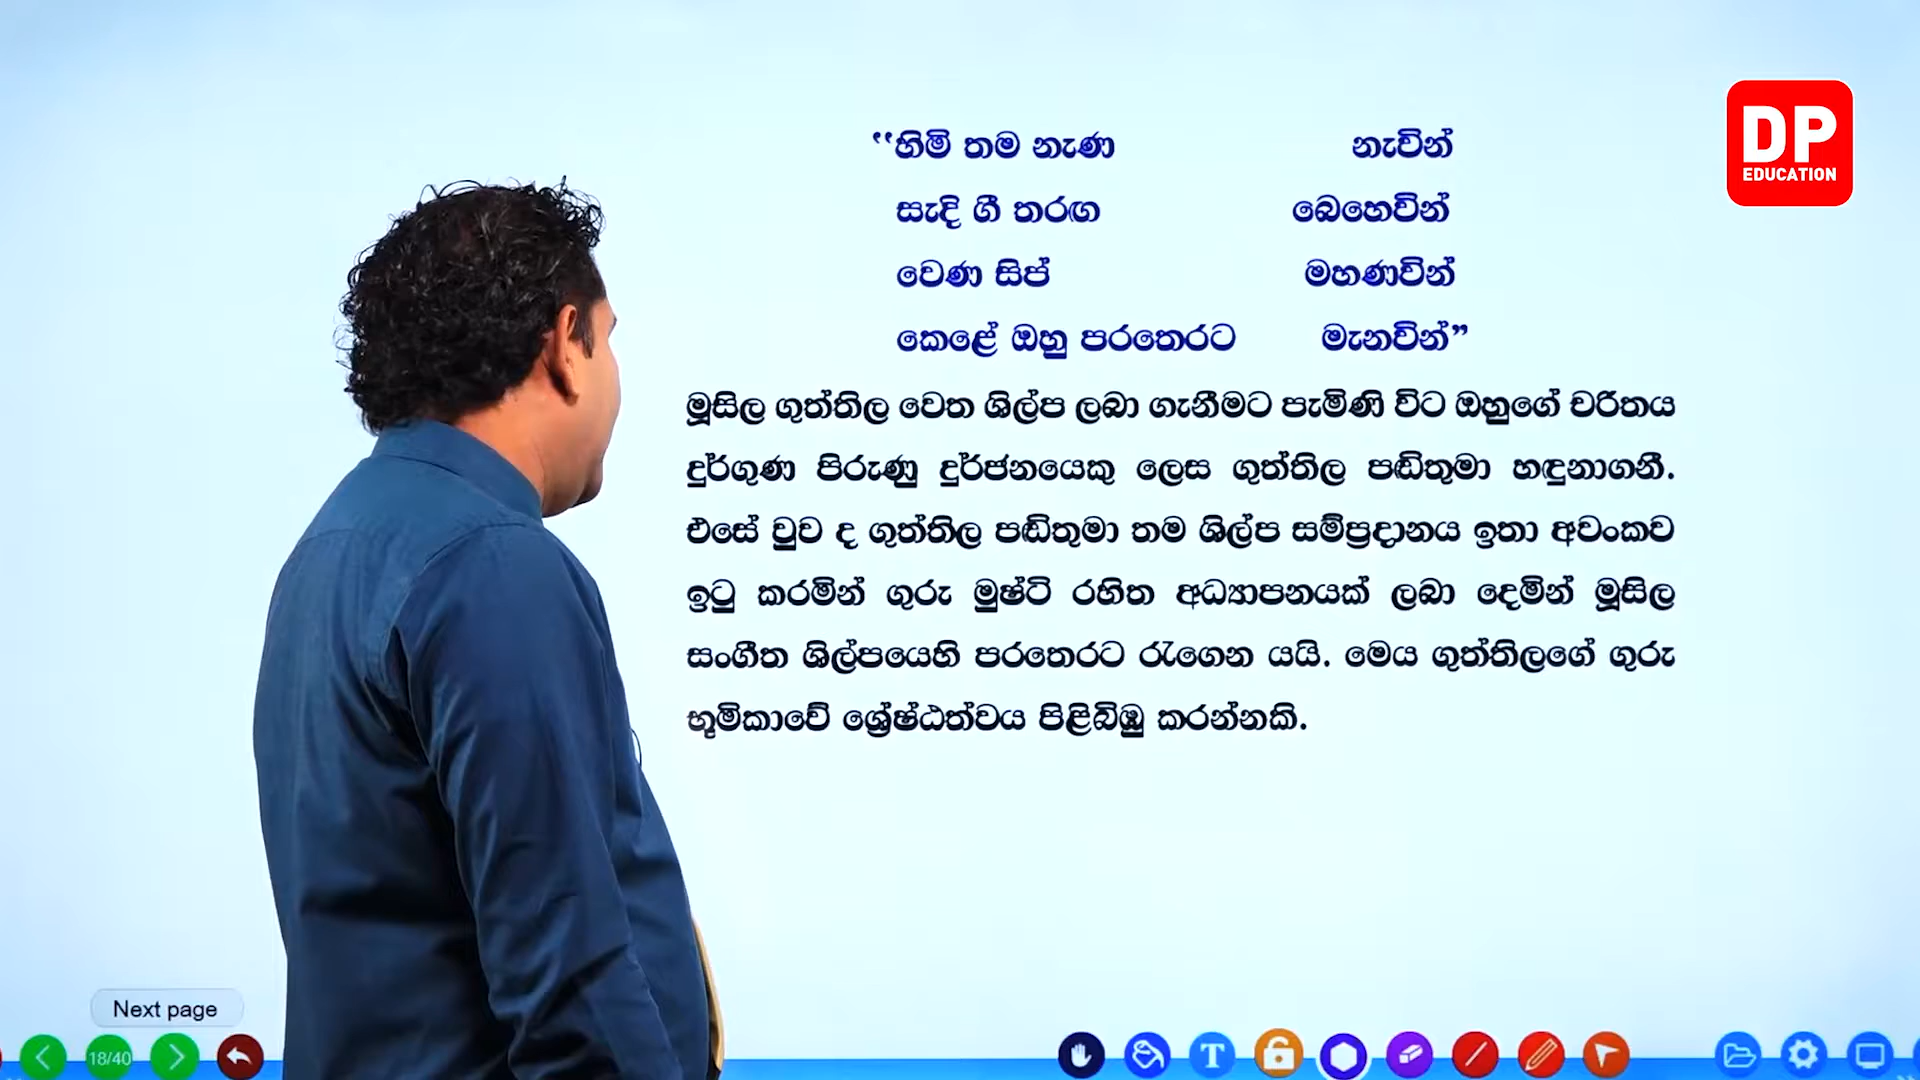 ‘‘හිමි තම නැණ නැවින්
සැදි ගී තරඟ බෙහෙවින්
වෙණ සිප් මහණවින්
කෙළේ ඔහු පරතෙරට මැනවින්”
මූසිල ගුත්තිල වෙත ශිල්ප ලබා ගැනීමට පැමිණි විට ඔහුගේ චරිතය
දුර්ගුණ පිරුණු දුර්ජනයෙකු ලෙස ගුත්තිල පඬිතුමා හඳුනාගනී.
එසේ වුව ද ගුත්තිල පඬිතුමා තම ශිල්ප සම්ප්‍රදානය ඉතා අවංකව
ඉටු කරමින් ගුරු මුෂ්ටි රහිත අධ්‍යාපනයක් ලබා දෙමින් මූසිල
සංගීත ශිල්පයෙහි පරතෙරට රැගෙන යයි. මෙය ගුත්තිලගේ ගුරු
භූමිකාවේ ශ්‍රේෂ්ඨත්වය පිළිබිඹු කරන්නකි.
DP
EDUCATION
Next page
18/40
T